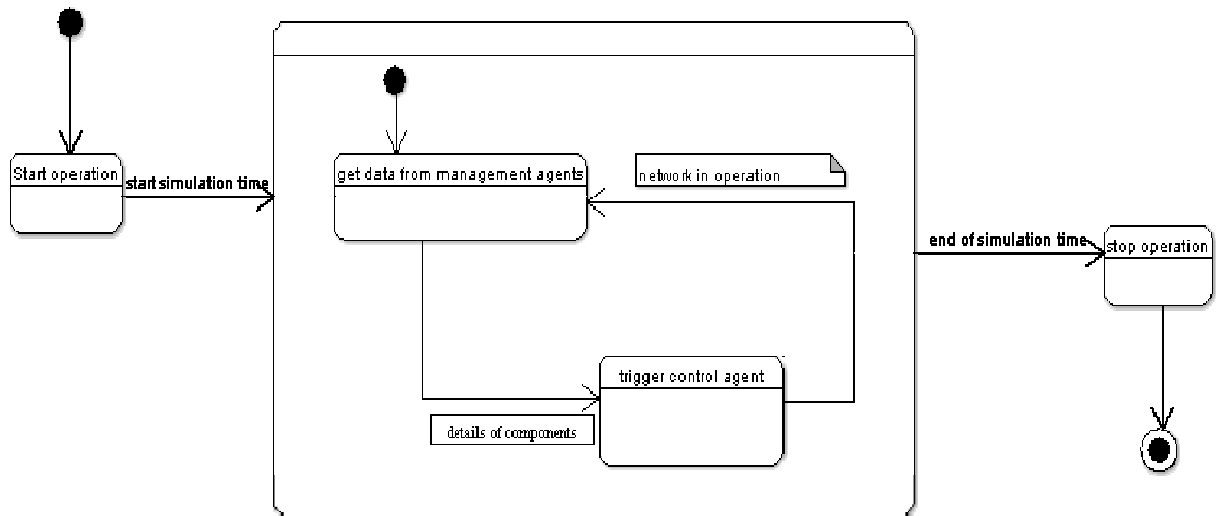 Start operation
start simulation time
get data from management agents
network in operation
end of simulation time
stop operation
trigger control agent
details of components